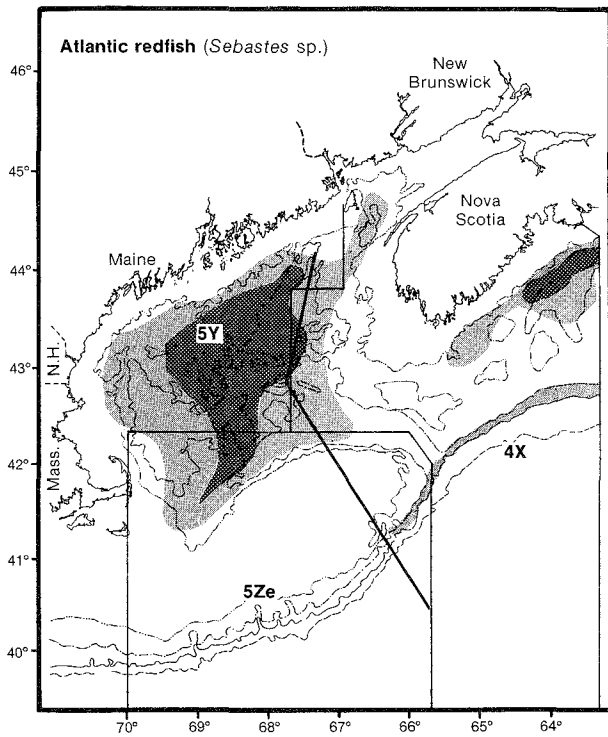 Atlantic redfish (Sebastes sp.)
New
Brunswick
Nova
Scotia
Maine
N.H.
Mass.
5Y
4X
5Ze
46°
45°
44°
43°
42°
41°
40°
70° 69° 68° 67° 66° 65° 64°